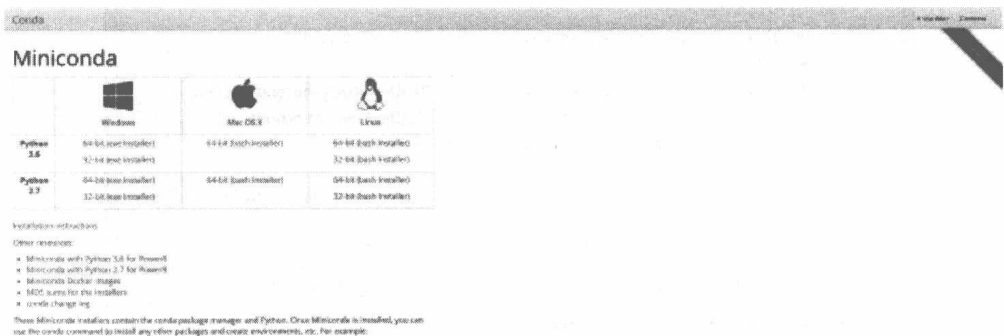 Conda
Miniconda
Windows Mac OS X Linux
Python 3.6
64-bit (exe installer) 64-bit (bash installer) 64-bit (bash installer)
32-bit (exe installer) 32-bit (bash installer)
Python 2.7
64-bit (exe installer) 64-bit (bash installer) 64-bit (bash installer)
32-bit (exe installer) 32-bit (bash installer)
Installation instructions
Other resources:
Miniconda with Python 3.6 for Power8
Miniconda with Python 2.7 for Power8
Miniconda Docker images
MD5 sums for the installers
conda change log
These Miniconda installers contain the conda package manager and Python. Once Miniconda is installed, you can
use the conda command to install any other packages and create environments, etc. For example: